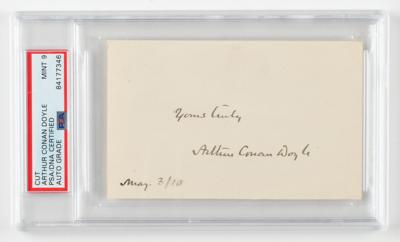 CUT
ARTHUR CONAN DOYLE
PSA/DNA CERTIFIED
AUTO GRADE
MINT 9
84177346
PSA
Yours truly
Arthur Conan Doyle
May. 3/10